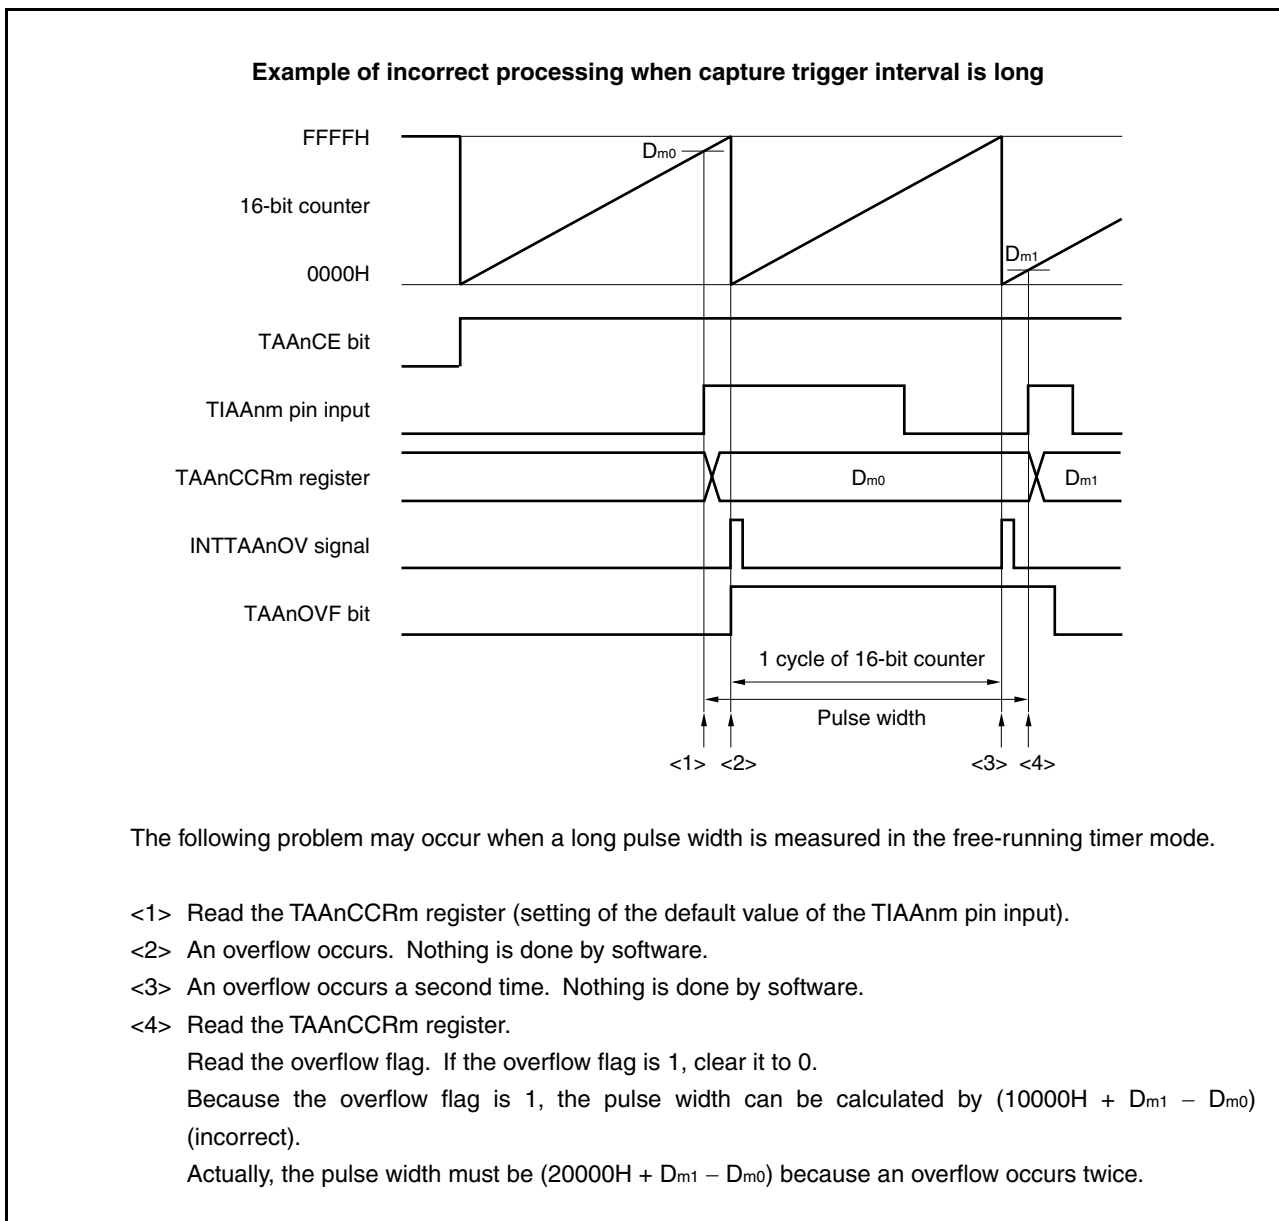 Example of incorrect processing when capture trigger interval is long
FFFFH
Dm0
16-bit counter
Dm1
0000H
TAAnCE bit
TIAAnm pin input
TAAnCCRm register
Dm0
Dm1
INTTAAnOV signal
TAAnOVF bit
1 cycle of 16-bit counter
Pulse width
<1> <2> <3> <4>
The following problem may occur when a long pulse width is measured in the free-running timer mode.
<1> Read the TAAnCCRm register (setting of the default value of the TIAAnm pin input).
<2> An overflow occurs. Nothing is done by software.
<3> An overflow occurs a second time. Nothing is done by software.
<4> Read the TAAnCCRm register.
Read the overflow flag. If the overflow flag is 1, clear it to 0.
Because the overflow flag is 1, the pulse width can be calculated by (10000H + Dm1 − Dm0)
(incorrect).
Actually, the pulse width must be (20000H + Dm1 − Dm0) because an overflow occurs twice.